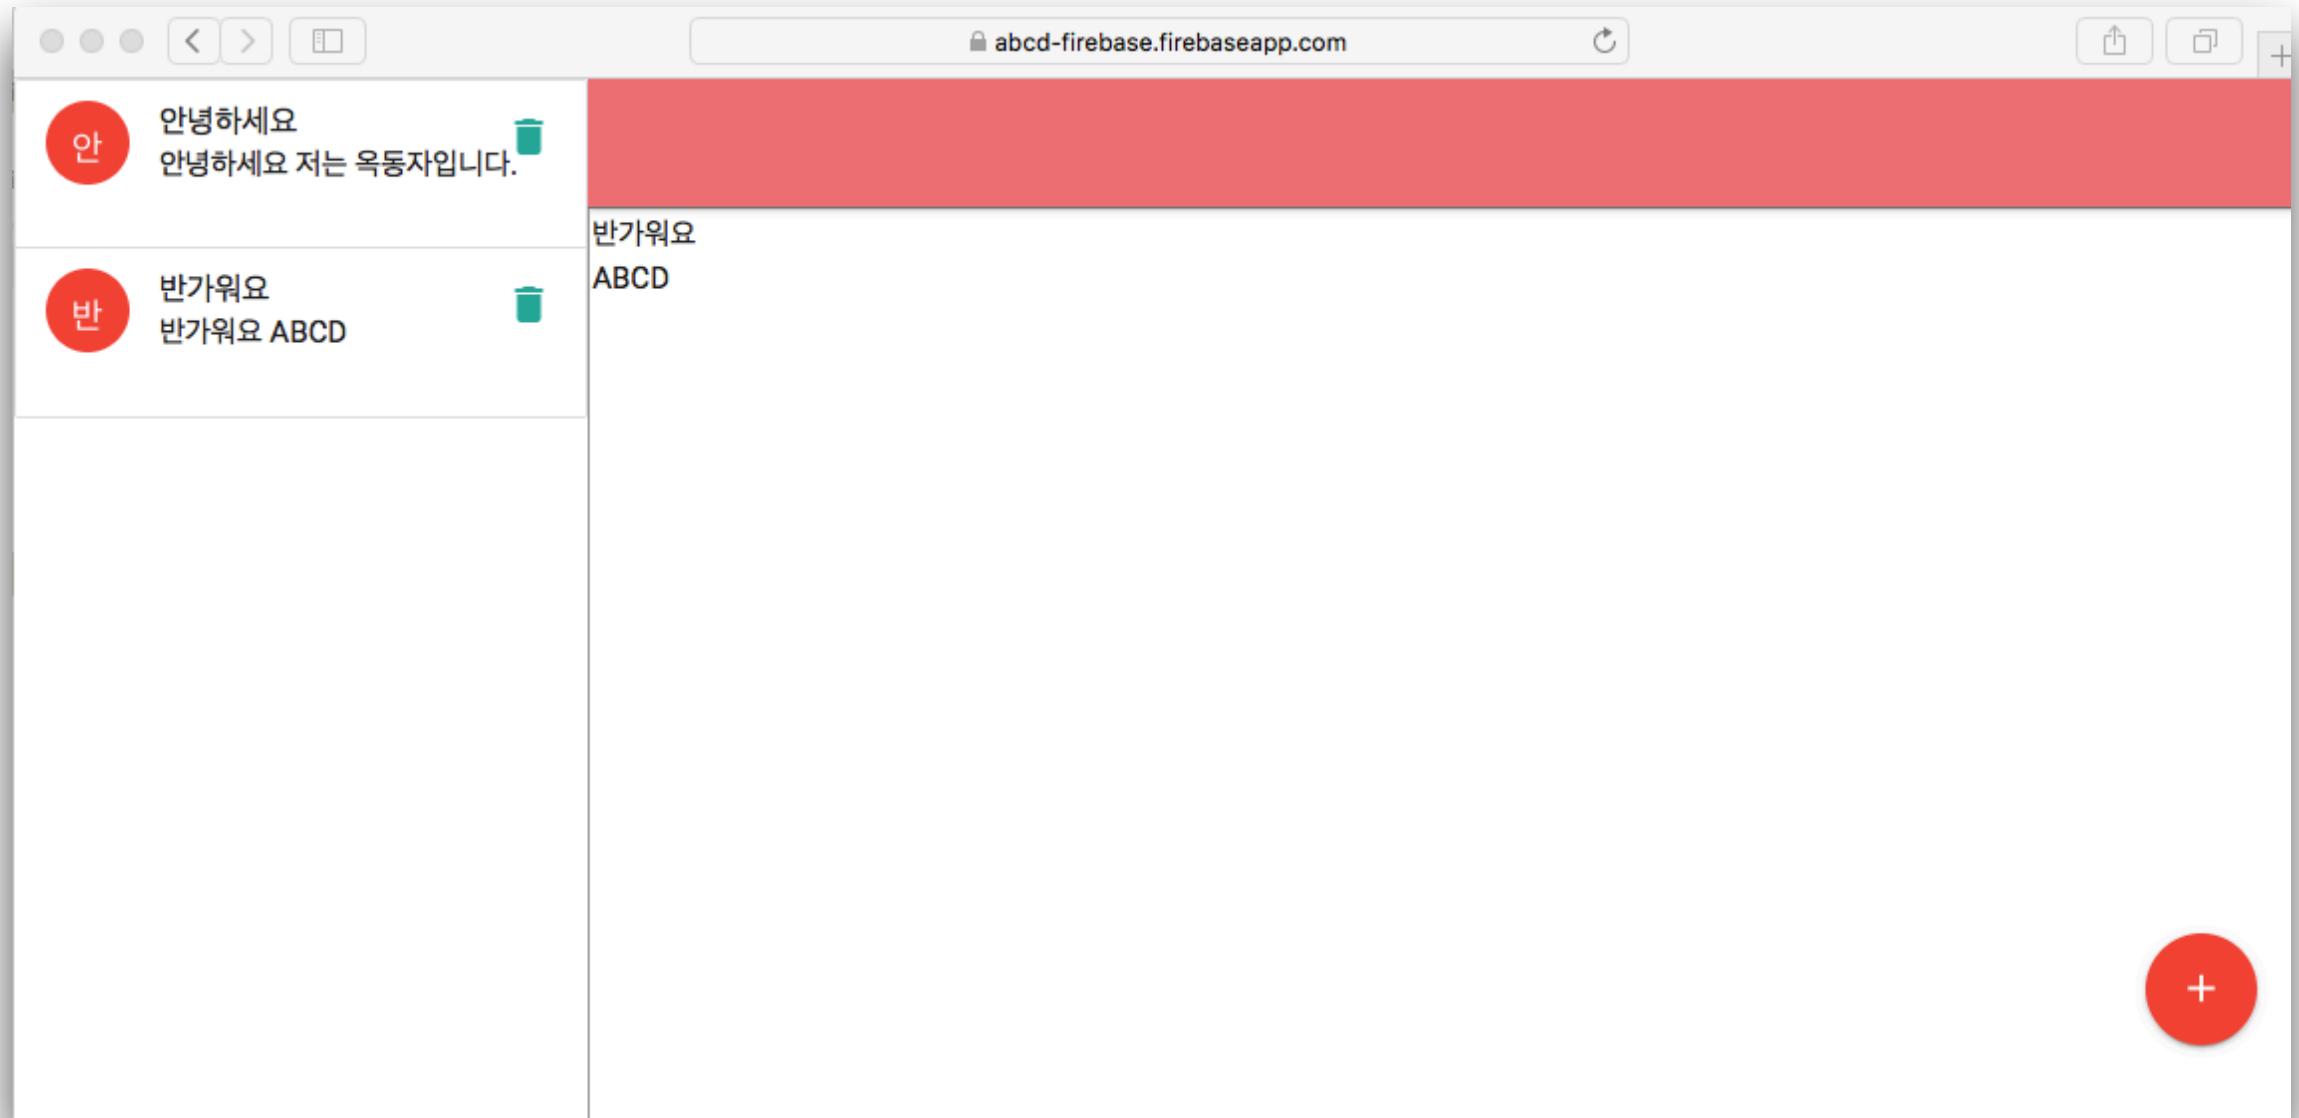 abcd-firebase.firebaseapp.com
안
안녕하세요
안녕하세요 저는 옥동자입니다.
반
반가워요
반가워요 ABCD
반가워요
ABCD